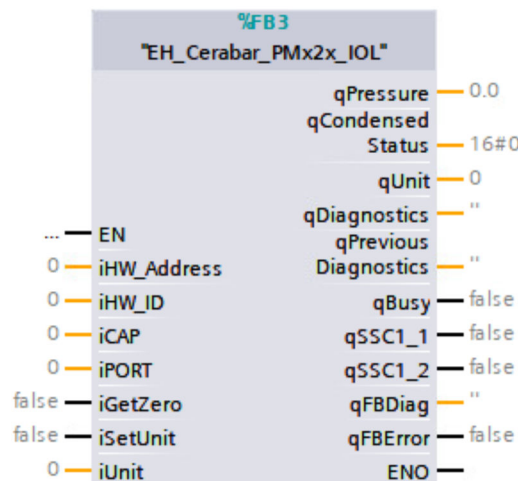 %FB3
"EH_Cerabar_PMx2x_IOL"
qPressure 0.0
qCondensed
Status 16#0
qUnit 0
qDiagnostics ''
... EN
qPrevious
0 iHW_Address Diagnostics ''
0 iHW_ID qBusy false
0 iCAP qSSC1_1 false
0 iPORT qSSC1_2 false
false iGetZero qFBDiag ''
false iSetUnit qFBError false
0 iUnit ENO